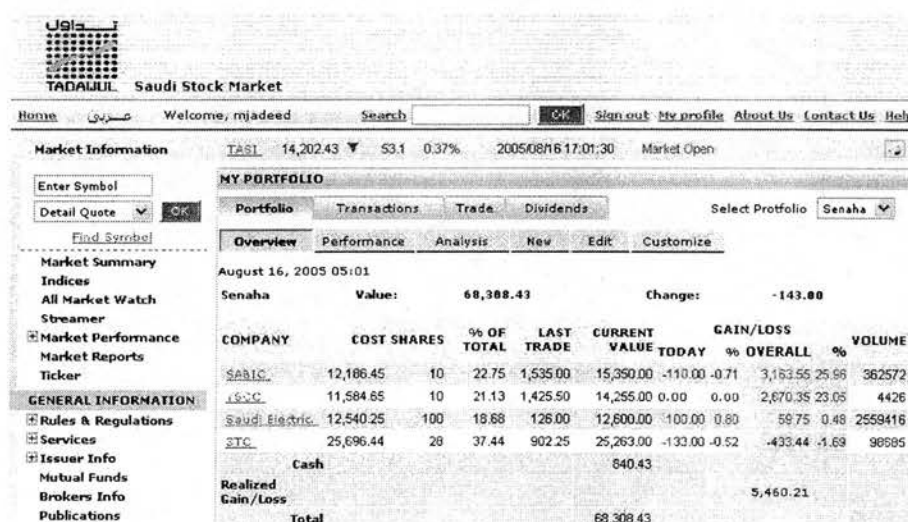 تداول
TADAWUL Saudi Stock Market
Home عربي Welcome, mjadeed Search OK Sign out My profile About Us Contact Us Help
Market Information TASI 14,202.43 ▼ 53.1 0.37% 2005/08/16 17:01:30 Market Open
MY PORTFOLIO
Enter Symbol
Portfolio Transactions Trade Dividends Select Protfolio Senaha
Detail Quote OK
Find Symbol
Overview Performance Analysis New Edit Customize
Market Summary
August 16, 2005 05:01
Indices
All Market Watch
Senaha Value: 68,308.43 Change: -143.00
Streamer
Market Performance
Market Reports
Ticker
COMPANY COST SHARES % OF TOTAL LAST TRADE CURRENT VALUE GAIN/LOSS TODAY % OVERALL % VOLUME
SABIC 12,186.45 10 22.75 1,535.00 15,350.00 -110.00 -0.71 3,163.55 25.96 362572
GENERAL INFORMATION
YSCC 11,584.65 10 21.13 1,425.50 14,255.00 0.00 0.00 2,670.35 23.05 4426
Rules & Regulations
Saudi Electric 12,540.25 100 18.68 126.00 12,600.00 100.00 0.80 59.75 0.48 2559416
Services
STC 25,696.44 28 37.44 902.25 25,263.00 -133.00 -0.52 -433.44 -1.69 98585
Issuer Info
Cash 840.43
Mutual Funds
Realized
Gain/Loss 5,460.21
Brokers Info
Publications
Total 68,308.43